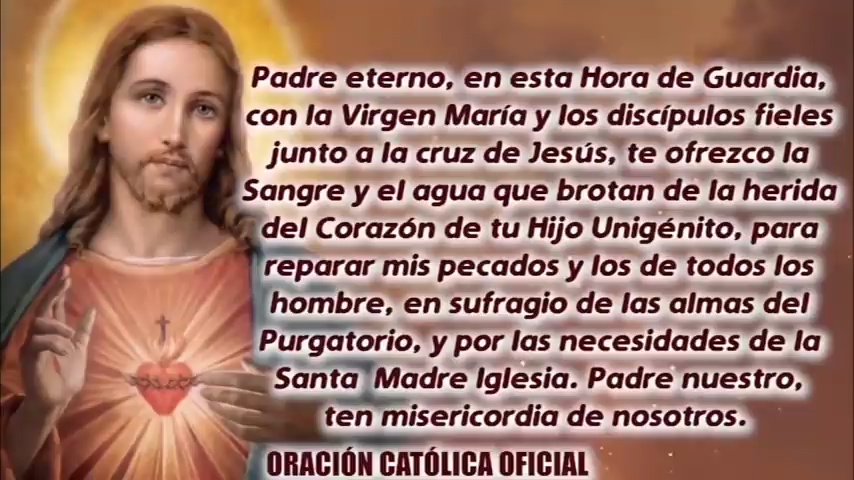 Padre eterno, en esta Hora de Guardia,
con la Virgen María y los discípulos fieles
junto a la cruz de Jesús, te ofrezco la
Sangre y el agua que brotan de la herida
del Corazón de tu Hijo Unigénito, para
reparar mis pecados y los de todos los
hombre, en sufragio de las almas del
Purgatorio, y por las necesidades de la
Santa Madre Iglesia. Padre nuestro,
ten misericordia de nosotros.
ORACIÓN CATÓLICA OFICIAL